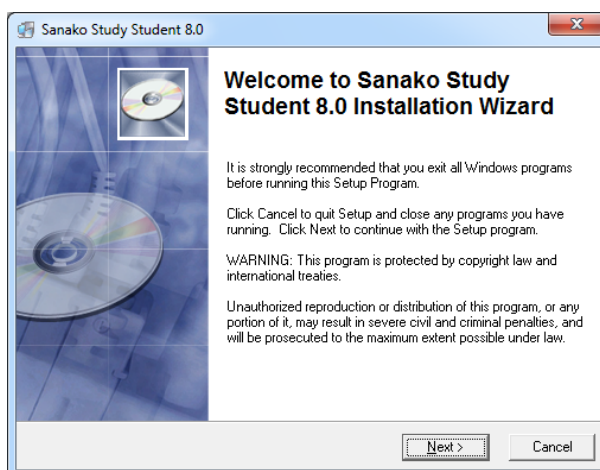 Sanako Study Student 8.0
Welcome to Sanako Study
Student 8.0 Installation Wizard
It is strongly recommended that you exit all Windows programs
before running this Setup Program.
Click Cancel to quit Setup and close any programs you have
running. Click Next to continue with the Setup program.
WARNING: This program is protected by copyright law and
international treaties.
Unauthorized reproduction or distribution of this program, or any
portion of it, may result in severe civil and criminal penalties, and
will be prosecuted to the maximum extent possible under law.
Next > Cancel